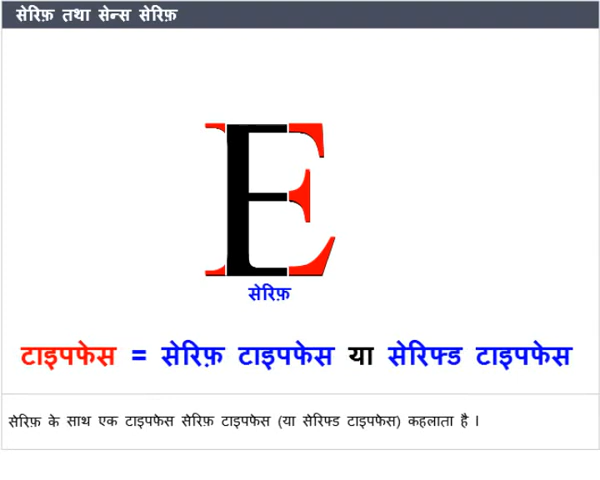 सेरिफ़ तथा सेन्स सेरिफ़
E
सेरिफ़
टाइपफेस = सेरिफ़ टाइपफेस या सेरिफ्ड टाइपफेस
सेरिफ़ के साथ एक टाइपफेस सेरिफ़ टाइपफेस (या सेरिफ्ड टाइपफेस) कहलाता है ।